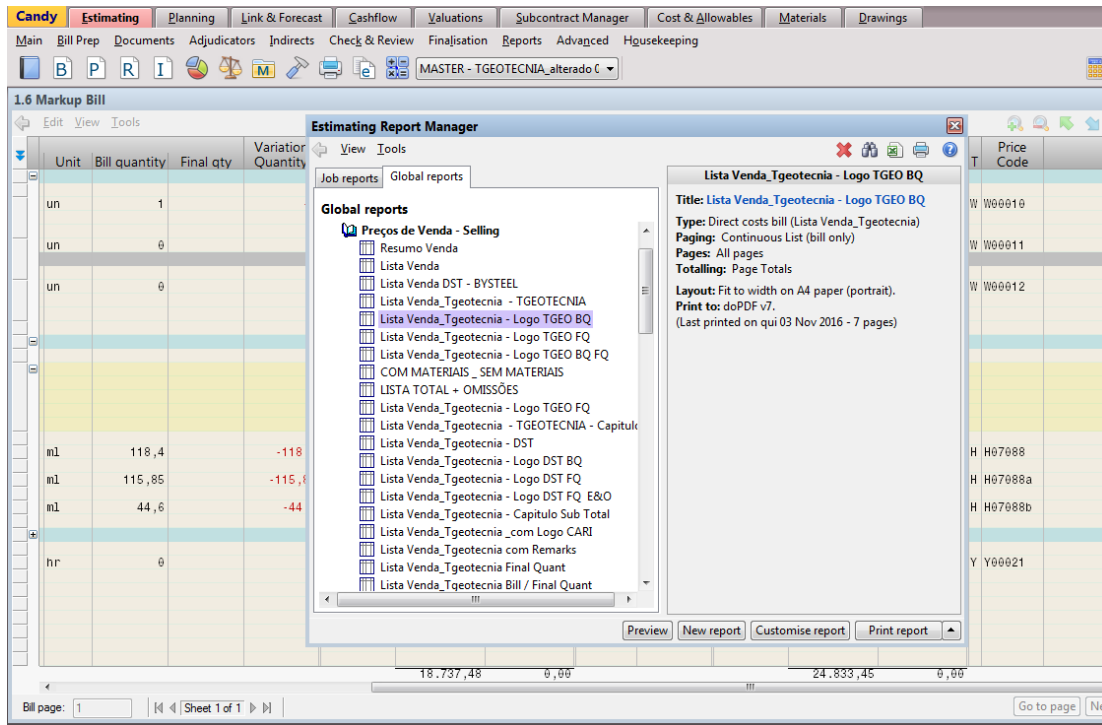 Candy Estimating Planning Link & Forecast Cashflow Valuations Subcontract Manager Cost & Allowables Materials Drawings
Main Bill Prep Documents Adjudicators Indirects Check & Review Finalisation Reports Advanced Housekeeping
B P R I M e MASTER - TGEOTECNIA_alterado
1.6 Markup Bill
Edit View Tools
Unit Bill quantity Final qty Variation Quantity T Price Code
un 1 W W00010
un 0 W W00011
un 0 W W00012
ml 118,4 -118 H H07088
ml 115,85 -115,8 H H07088a
ml 44,6 -44 H H07088b
hr 0 Y Y00021
18.737,48 0,00 24.833,45 0,00
Bill page: 1 Sheet 1 of 1 Go to page
Estimating Report Manager
View Tools
Job reports Global reports
Global reports
Preços de Venda - Selling
Resumo Venda
Lista Venda
Lista Venda DST - BYSTEEL
Lista Venda_Tgeotecnia - TGEOTECNIA
Lista Venda_Tgeotecnia - Logo TGEO BQ
Lista Venda_Tgeotecnia - Logo TGEO FQ
Lista Venda_Tgeotecnia - Logo TGEO BQ FQ
COM MATERIAIS _ SEM MATERIAIS
LISTA TOTAL + OMISSÕES
Lista Venda_Tgeotecnia - Logo TGEO FQ
Lista Venda_Tgeotecnia - TGEOTECNIA - Capitulo
Lista Venda_Tgeotecnia - DST
Lista Venda_Tgeotecnia - Logo DST BQ
Lista Venda_Tgeotecnia - Logo DST FQ
Lista Venda_Tgeotecnia - Logo DST FQ E&O
Lista Venda_Tgeotecnia - Capitulo Sub Total
Lista Venda_Tgeotecnia _com Logo CARI
Lista Venda_Tgeotecnia com Remarks
Lista Venda_Tgeotecnia Final Quant
Lista Venda_Tgeotecnia Bill / Final Quant
Lista Venda_Tgeotecnia - Logo TGEO BQ
Title: Lista Venda_Tgeotecnia - Logo TGEO BQ
Type: Direct costs bill (Lista Venda_Tgeotecnia)
Paging: Continuous List (bill only)
Pages: All pages
Totalling: Page Totals
Layout: Fit to width on A4 paper (portrait).
Print to: doPDF v7.
(Last printed on qui 03 Nov 2016 - 7 pages)
Preview New report Customise report Print report